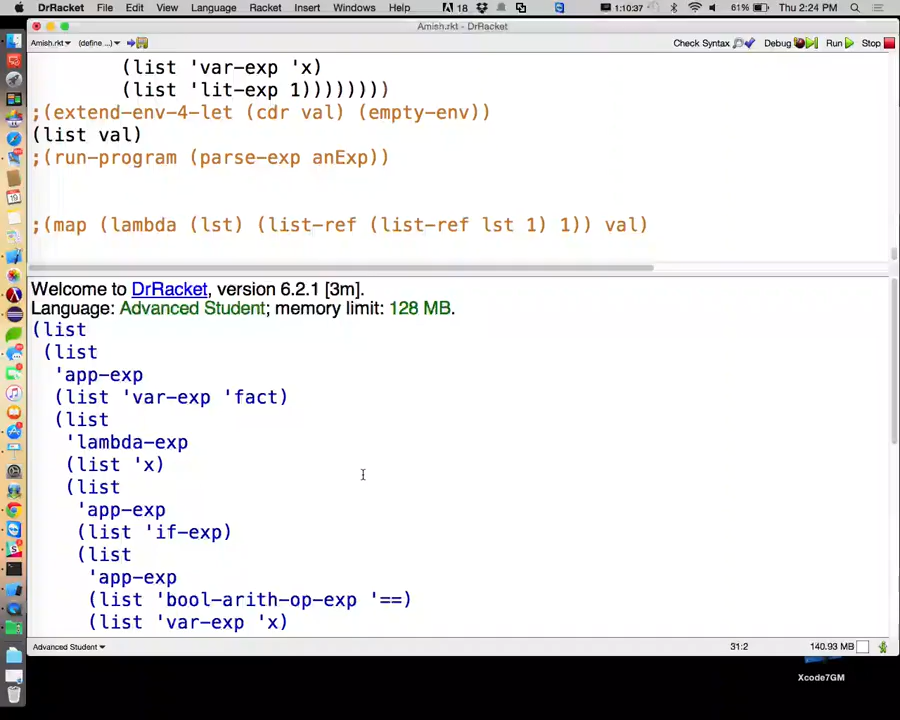 DrRacket File Edit View Language Racket Insert Windows Help 18 1:10:37 61% Thu 2:24 PM
Amish.rkt - DrRacket
Amish.rkt (define ...) Check Syntax Debug Run Stop
(list 'var-exp 'x)
(list 'lit-exp 1))))))))
;(extend-env-4-let (cdr val) (empty-env))
(list val)
;(run-program (parse-exp anExp))
;(map (lambda (lst) (list-ref (list-ref lst 1) 1)) val)
Welcome to DrRacket, version 6.2.1 [3m].
Language: Advanced Student; memory limit: 128 MB.
(list
(list
'app-exp
(list 'var-exp 'fact)
(list
'lambda-exp
(list 'x)
(list
'app-exp
(list 'if-exp)
(list
'app-exp
(list 'bool-arith-op-exp '==)
(list 'var-exp 'x)
Advanced Student 31:2 140.93 MB
Xcode7GM